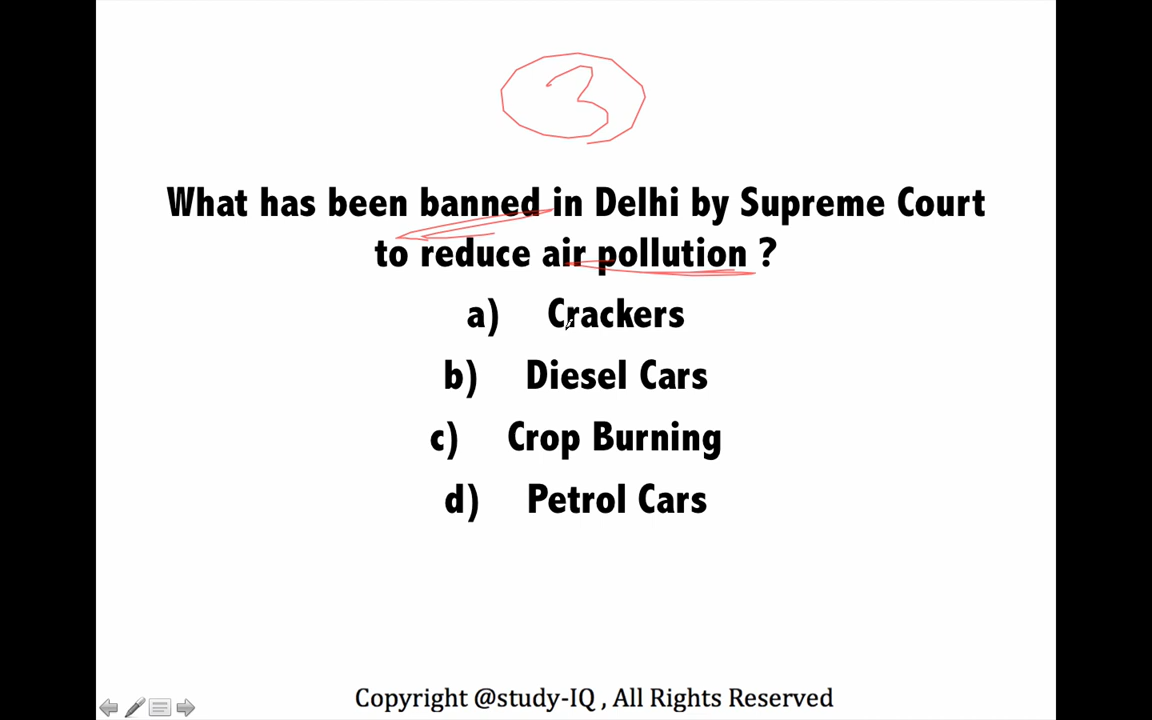 3
What has been banned in Delhi by Supreme Court
to reduce air pollution ?
a) Crackers
b) Diesel Cars
c) Crop Burning
d) Petrol Cars
Copyright @study-IQ , All Rights Reserved